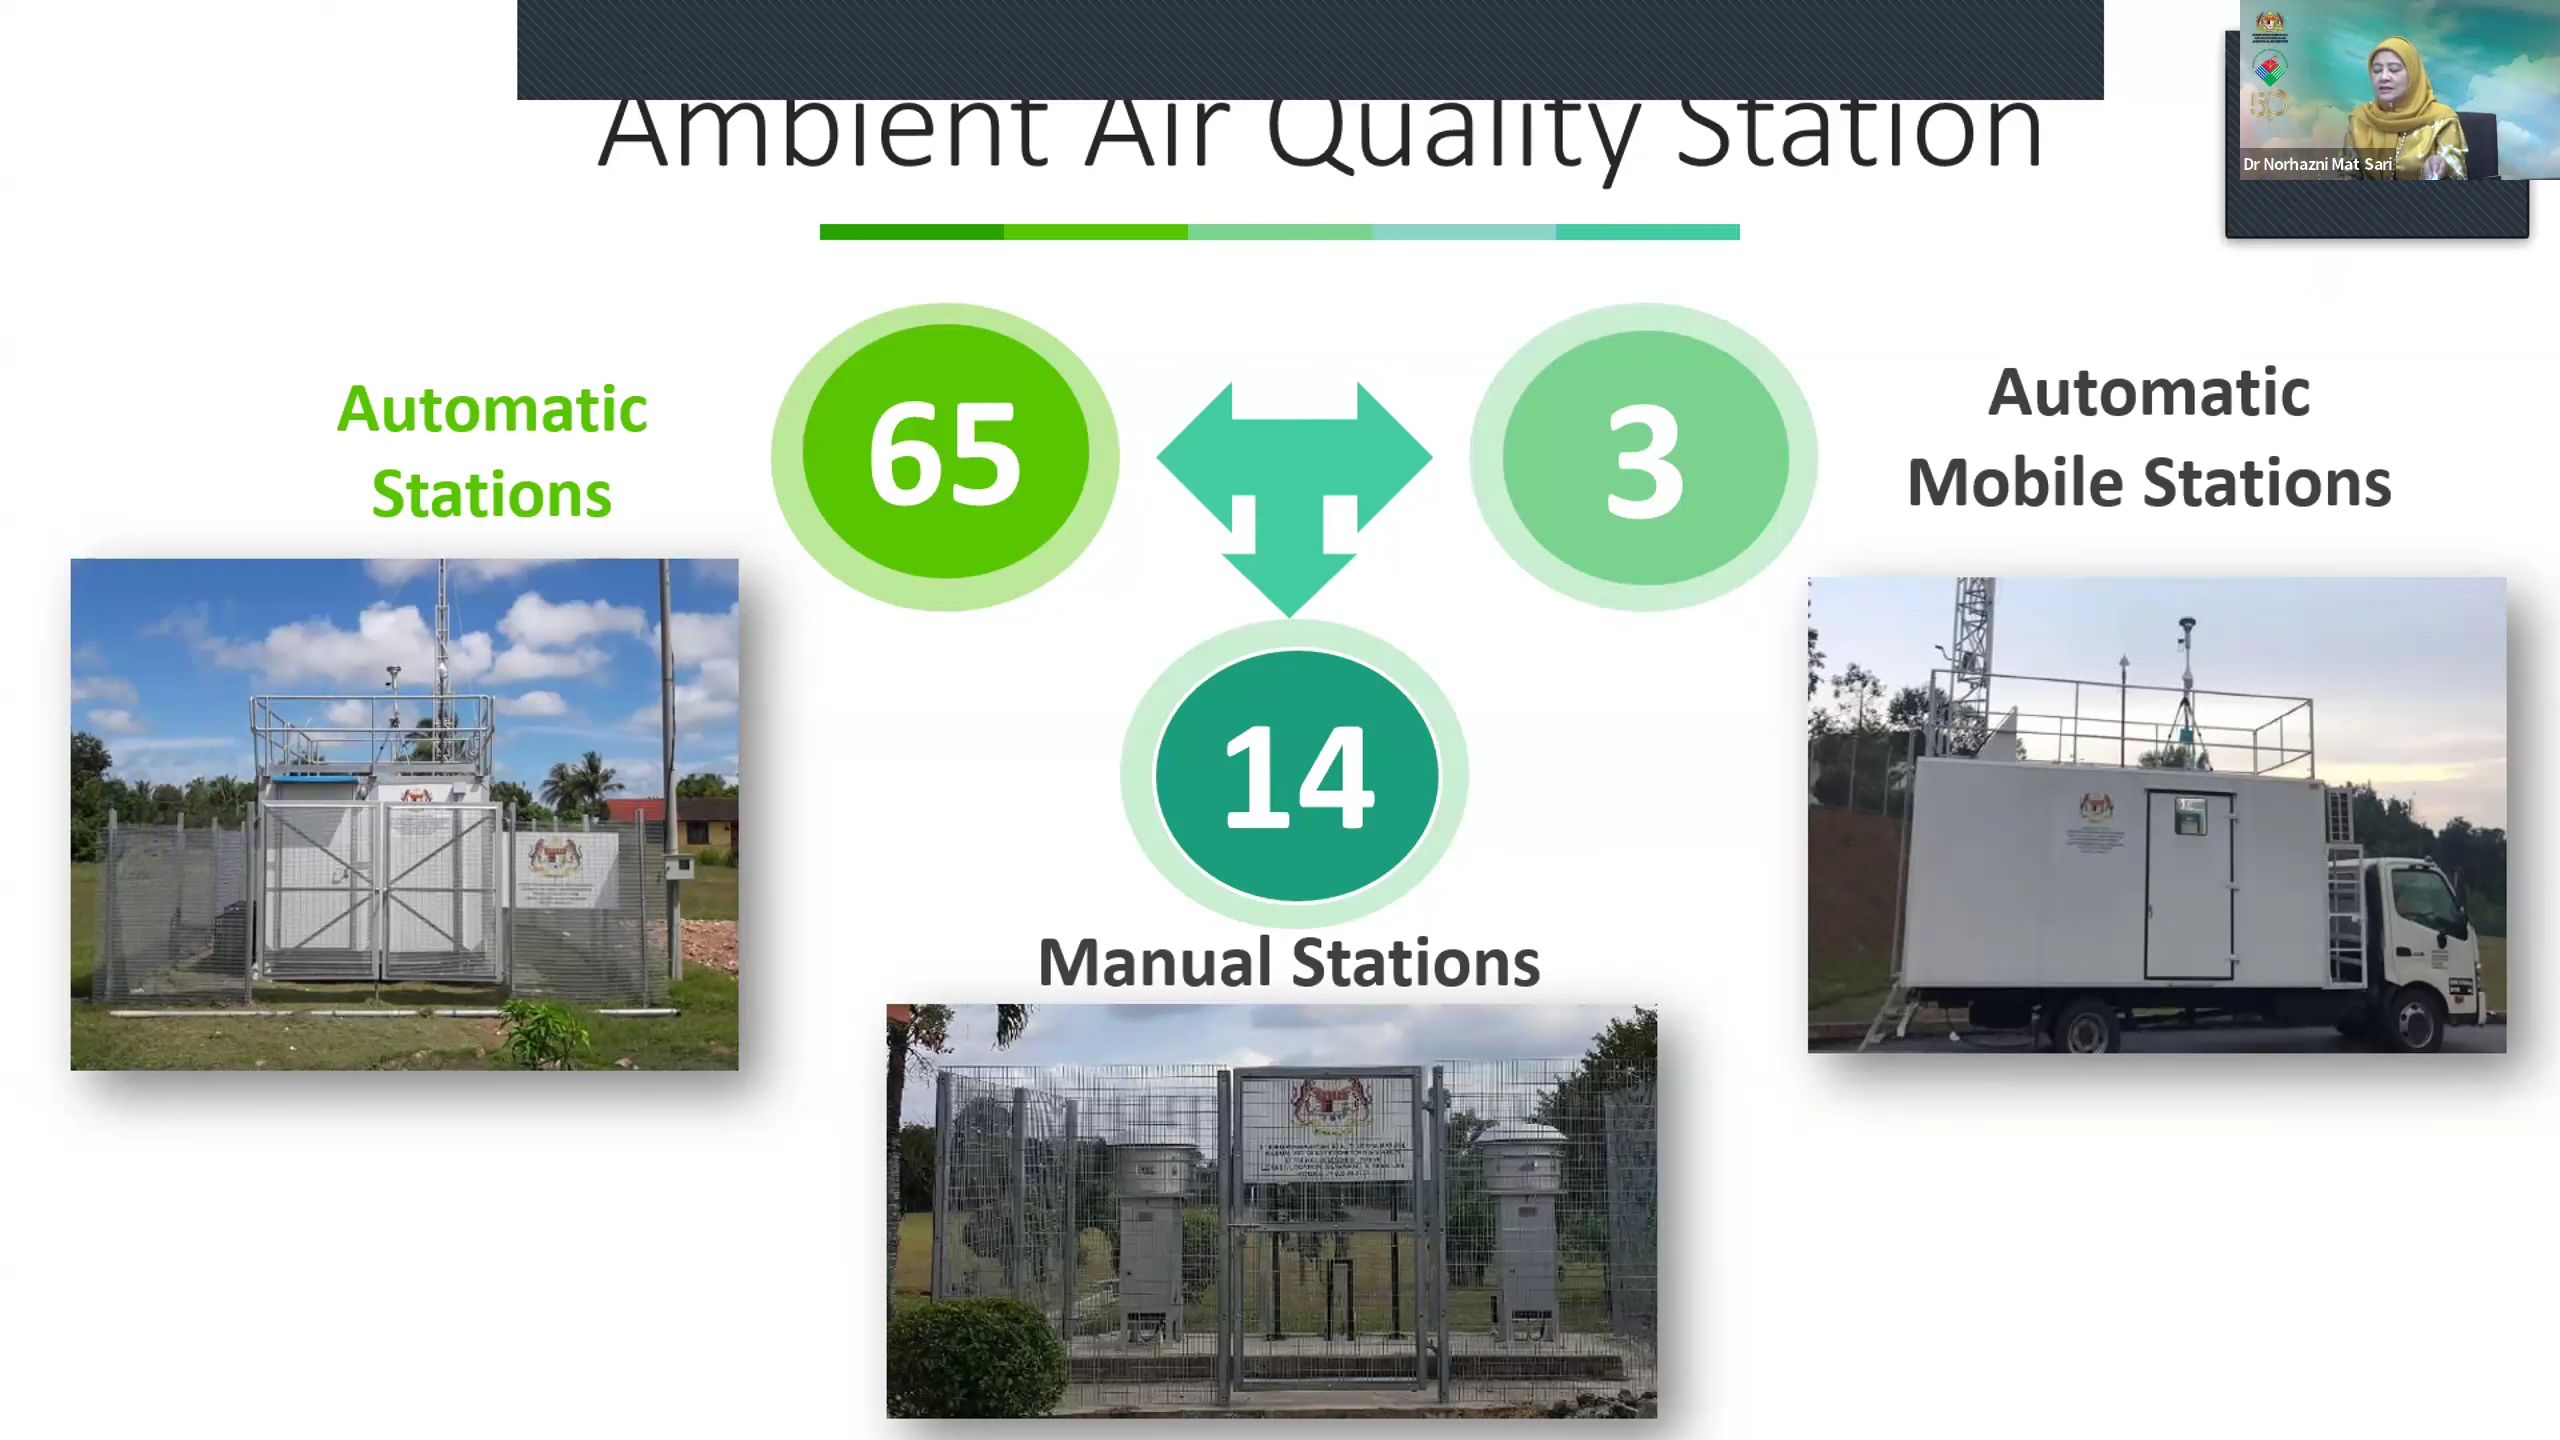 Ambient Air Quality Station
Dr Norhazni Mat Sari
65
3
Automatic
Stations
Automatic
Mobile Stations
14
Manual Stations